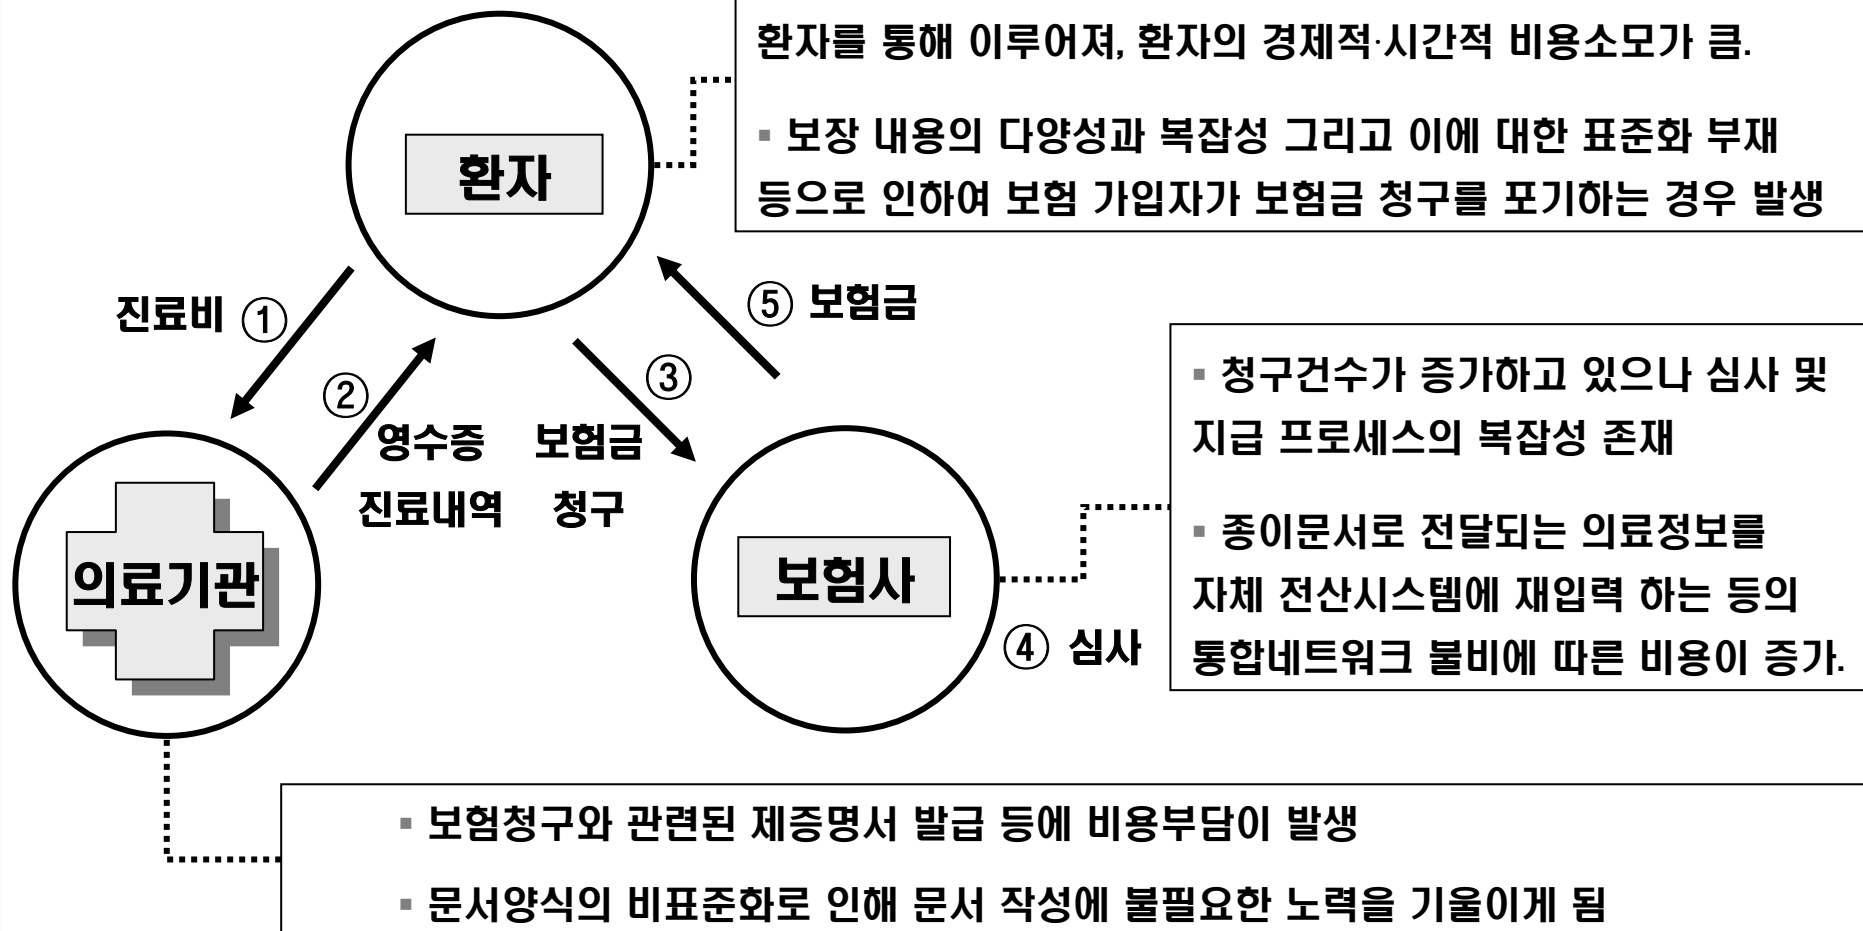 환자를 통해 이루어져, 환자의 경제적·시간적 비용소모가 큼.
▪ 보장 내용의 다양성과 복잡성 그리고 이에 대한 표준화 부재
등으로 인하여 보험 가입자가 보험금 청구를 포기하는 경우 발생
환자
진료비 ①
⑤ 보험금
②
③
영수증
진료내역
보험금
청구
▪ 청구건수가 증가하고 있으나 심사 및
지급 프로세스의 복잡성 존재
▪ 종이문서로 전달되는 의료정보를
자체 전산시스템에 재입력 하는 등의
통합네트워크 불비에 따른 비용이 증가.
의료기관
보험사
④ 심사
▪ 보험청구와 관련된 제증명서 발급 등에 비용부담이 발생
▪ 문서양식의 비표준화로 인해 문서 작성에 불필요한 노력을 기울이게 됨